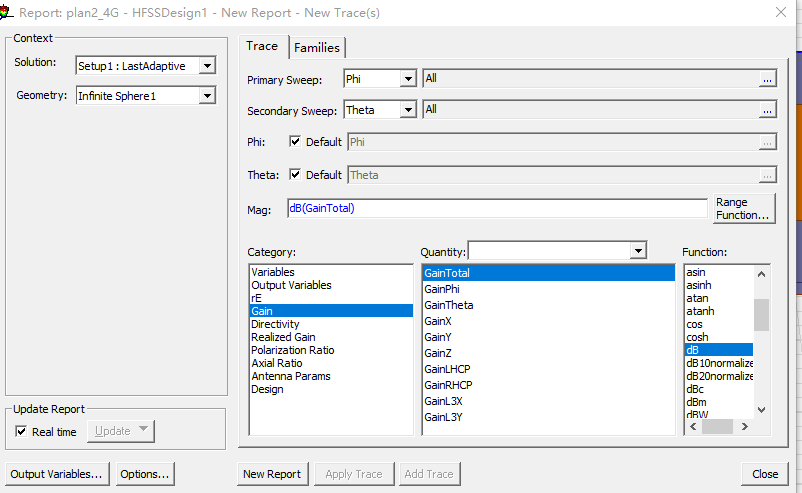 Report: plan2_4G - HFSSDesign1 - New Report - New Trace(s)
Context
Solution: Setup1 : LastAdaptive
Geometry: Infinite Sphere1
Update Report
Real time Update
Output Variables... Options...
Trace Families
Primary Sweep: Phi All ...
Secondary Sweep: Theta All ...
Phi: Default Phi ...
Theta: Default Theta ...
Mag: dB(GainTotal)
Range
Function...
Category:
Variables
Output Variables
rE
Gain
Directivity
Realized Gain
Polarization Ratio
Axial Ratio
Antenna Params
Design
Quantity:
GainTotal
GainPhi
GainTheta
GainX
GainY
GainZ
GainLHCP
GainRHCP
GainL3X
GainL3Y
Function:
asin
asinh
atan
atanh
cos
cosh
dB
dB10normalize
dB20normalize
dBc
dBm
dBW
New Report Apply Trace Add Trace Close